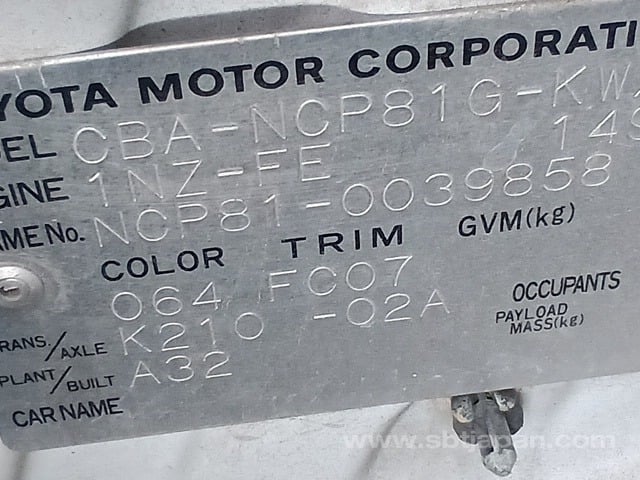 YOTA MOTOR CORPORATI
DEL CBA-NCP81G-KW
GINE 1NZ-FE 149
AME No. NCP81-0039858
COLOR TRIM GVM(kg)
064 FC07
OCCUPANTS
RANS./AXLE K210 -02A PAYLOAD
MASS(kg)
PLANT/BUILT A32
CAR NAME
www.sbtjapan.com